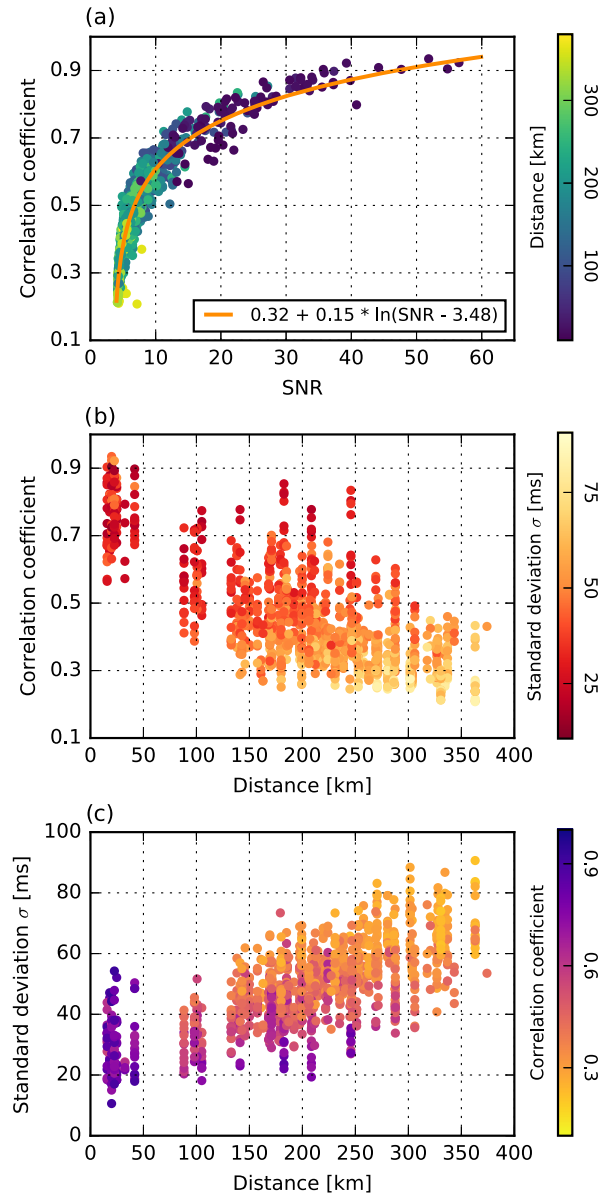 (a)
Correlation coefficient
0.9
0.7
0.5
0.3
0.1
0 10 20 30 40 50 60
SNR
0.32 + 0.15 * ln(SNR - 3.48)
Distance [km]
300
200
100
(b)
Correlation coefficient
0.9
0.7
0.5
0.3
0.1
0 50 100 150 200 250 300 350 400
Distance [km]
Standard deviation σ [ms]
75
50
25
(c)
Standard deviation σ [ms]
100
80
60
40
20
0
0 50 100 150 200 250 300 350 400
Distance [km]
Correlation coefficient
0.9
0.6
0.3